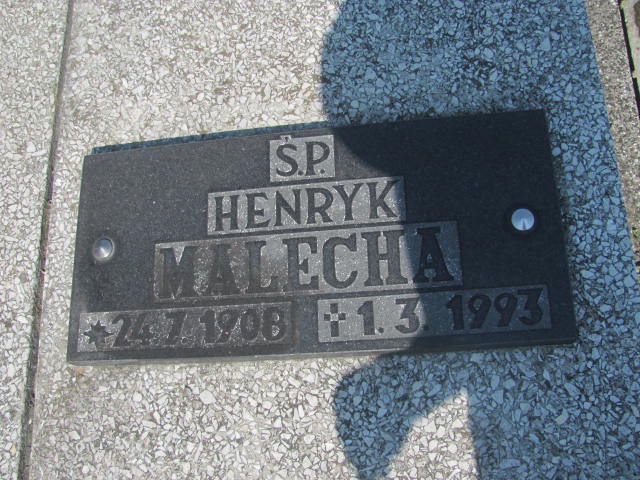 Ś.P.
HENRYK
MALECHA
* 24.7.1908 † 1.3.1993